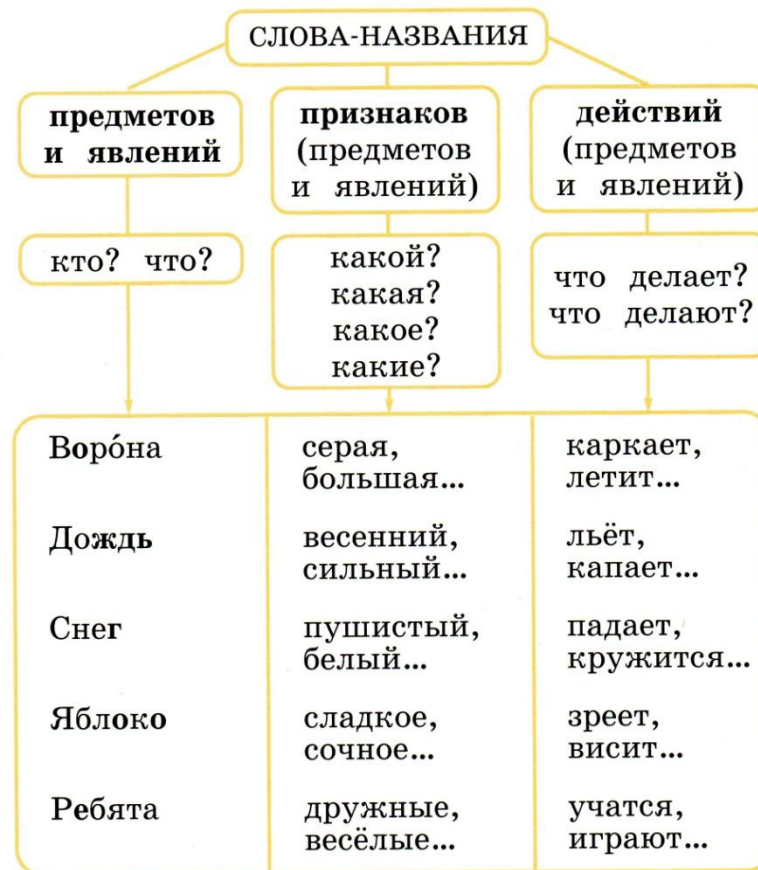 СЛОВА-НАЗВАНИЯ
предметов
и явлений
признаков
(предметов
и явлений)
действий
(предметов
и явлений)
кто? что?
какой?
какая?
какое?
какие?
что делает?
что делают?
Воро́на
серая,
большая...
каркает,
летит...
Дождь
весенний,
сильный...
льёт,
капает...
Снег
пушистый,
белый...
падает,
кружится...
Яблоко
сладкое,
сочное...
зреет,
висит...
Ребята
дружные,
весёлые...
учатся,
играют...